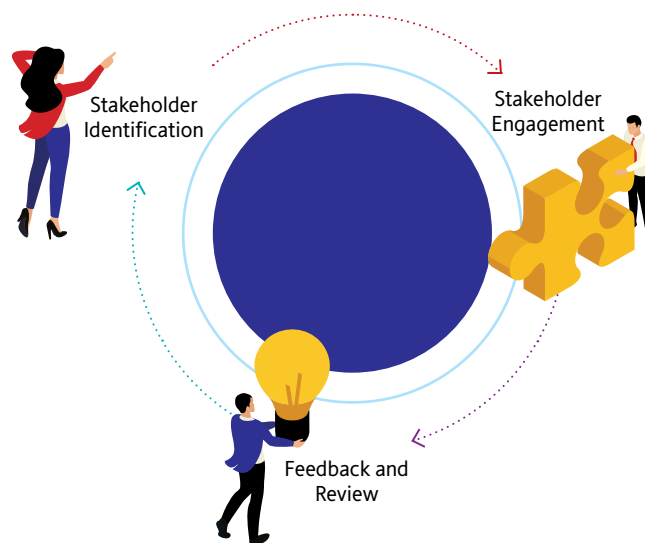 Stakeholder
Identification
Stakeholder
Engagement
Feedback and
Review